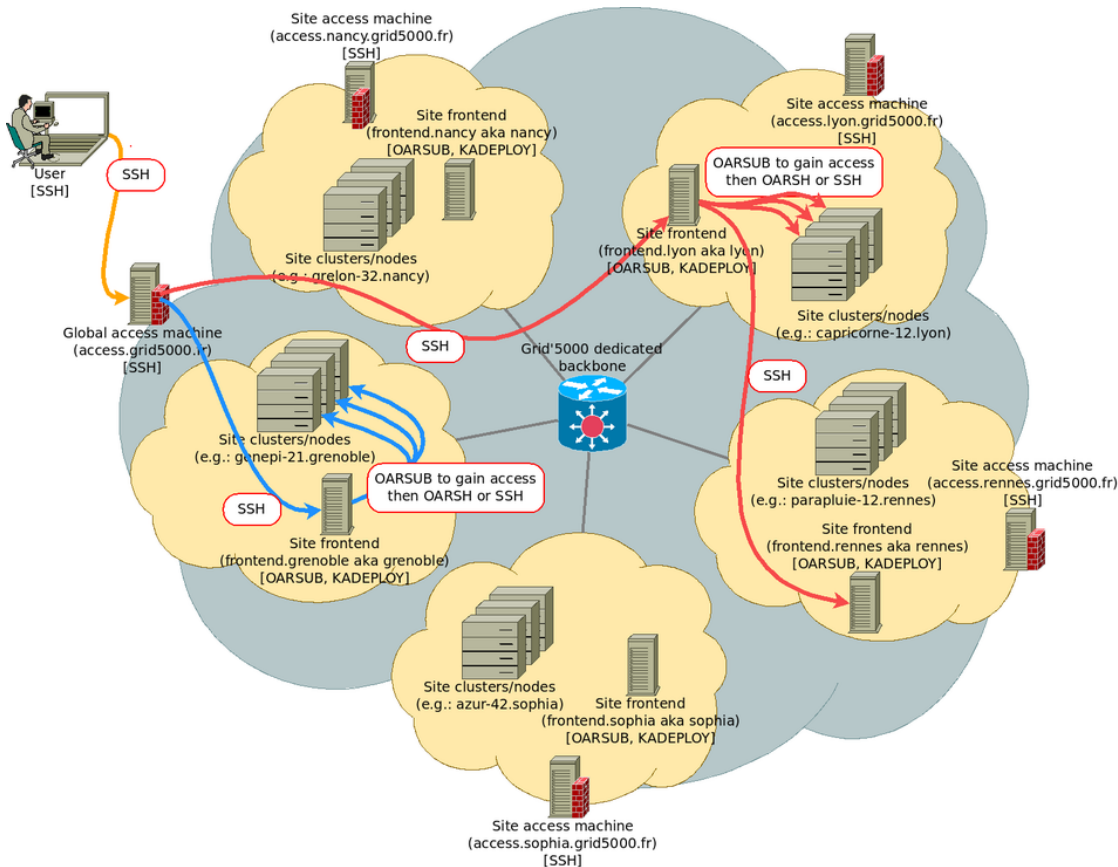 Site access machine
(access.nancy.grid5000.fr)
[SSH]
Site access machine
(access.lyon.grid5000.fr)
[SSH]
Site frontend
(frontend.nancy aka nancy)
[OARSUB, KADEPLOY]
User
[SSH]
SSH
OARSUB to gain access
then OARSH or SSH
Site frontend
(frontend.lyon aka lyon)
[OARSUB, KADEPLOY]
Site clusters/nodes
(e.g.: grelon-32.nancy)
Site clusters/nodes
(e.g.: capricorne-12.lyon)
Global access machine
(access.grid5000.fr)
[SSH]
SSH
Grid'5000 dedicated
backbone
SSH
Site clusters/nodes
(e.g.: genepi-21.grenoble)
OARSUB to gain access
then OARSH or SSH
SSH
Site frontend
(frontend.grenoble aka grenoble)
[OARSUB, KADEPLOY]
Site clusters/nodes
(e.g.: parapluie-12.rennes)
Site access machine
(access.rennes.grid5000.fr)
[SSH]
Site frontend
(frontend.rennes aka rennes)
[OARSUB, KADEPLOY]
Site clusters/nodes
(e.g.: azur-42.sophia)
Site frontend
(frontend.sophia aka sophia)
[OARSUB, KADEPLOY]
Site access machine
(access.sophia.grid5000.fr)
[SSH]